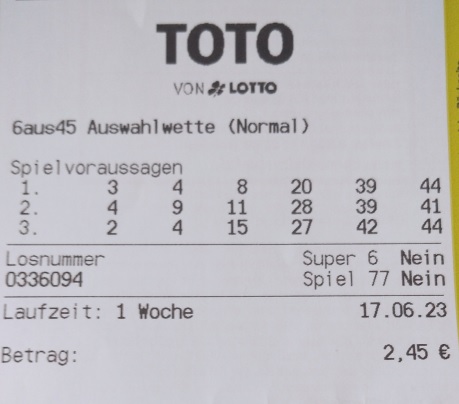 TOTO
VON LOTTO
6aus45 Auswahlwette (Normal)
Spielvoraussagen
1. 3 4 8 20 39 44
2. 4 9 11 28 39 41
3. 2 4 15 27 42 44
Losnummer Super 6 Nein
0336094 Spiel 77 Nein
Laufzeit: 1 Woche 17.06.23
Betrag: 2,45 €